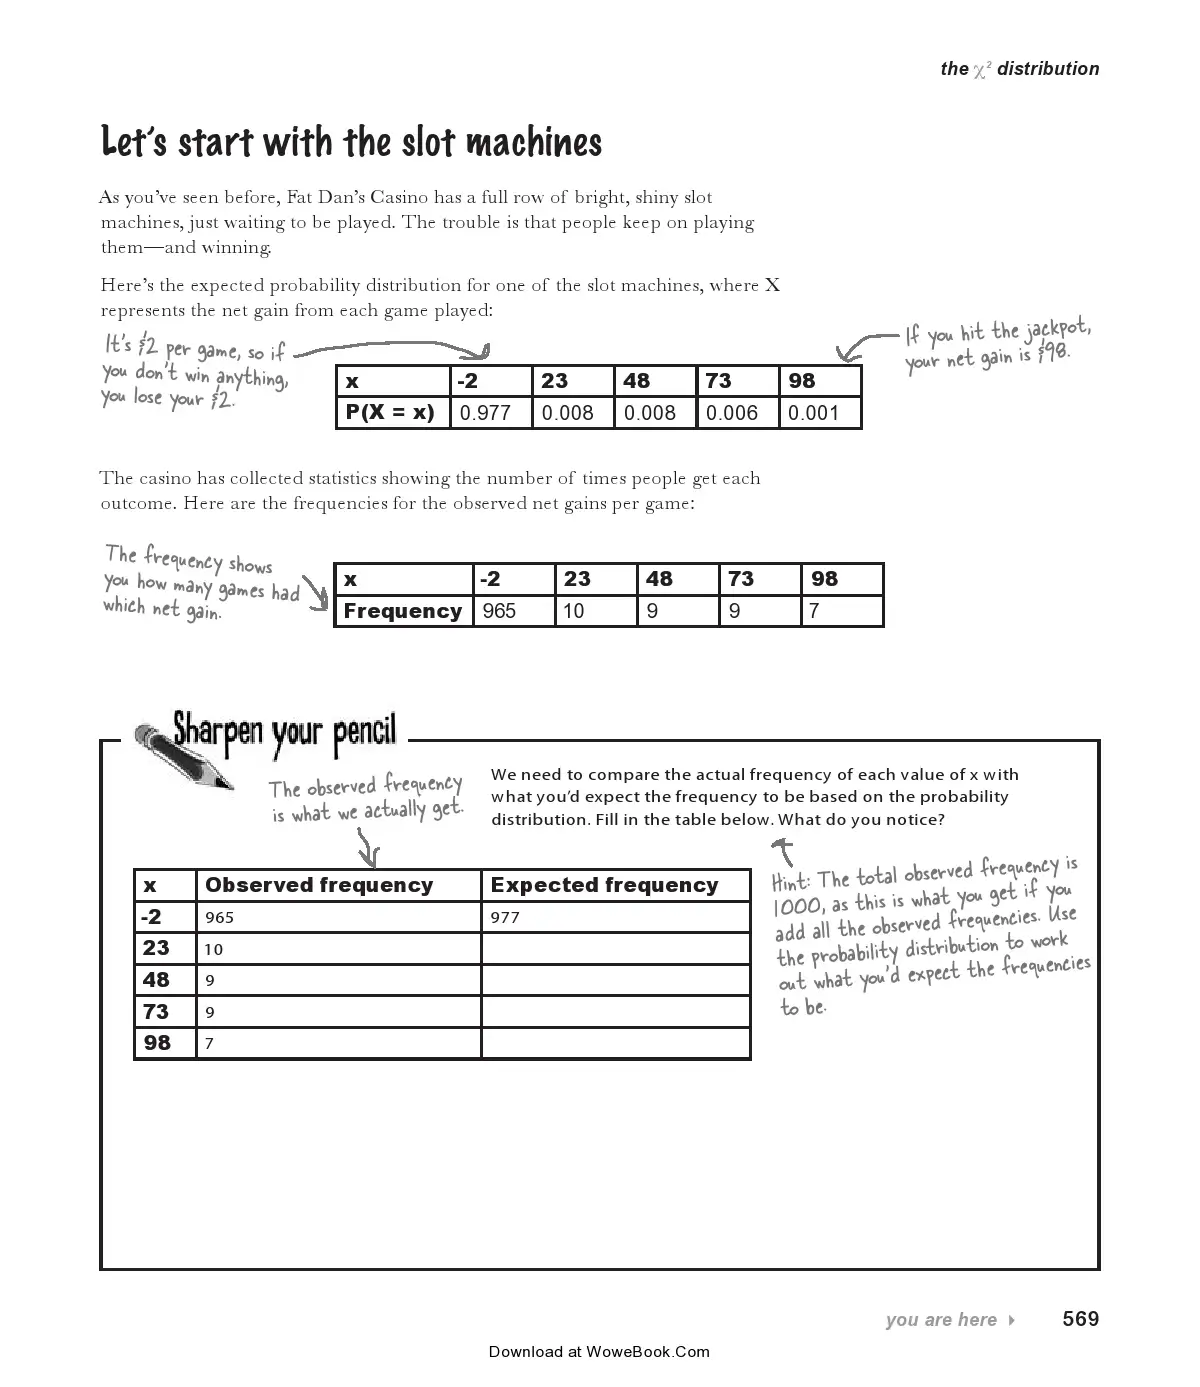 the χ² distribution
Let's start with the slot machines
As you've seen before, Fat Dan's Casino has a full row of bright, shiny slot
machines, just waiting to be played. The trouble is that people keep on playing
them—and winning.
Here's the expected probability distribution for one of the slot machines, where X
represents the net gain from each game played:
It's $2 per game, so if
you don't win anything,
you lose your $2.
If you hit the jackpot,
your net gain is $98.
x -2 23 48 73 98
P(X = x) 0.977 0.008 0.008 0.006 0.001
The casino has collected statistics showing the number of times people get each
outcome. Here are the frequencies for the observed net gains per game:
The frequency shows
you how many games had
which net gain.
x -2 23 48 73 98
Frequency 965 10 9 9 7
Sharpen your pencil
The observed frequency
is what we actually get.
We need to compare the actual frequency of each value of x with
what you'd expect the frequency to be based on the probability
distribution. Fill in the table below. What do you notice?
x Observed frequency Expected frequency
-2 965 977
23 10
48 9
73 9
98 7
Hint: The total observed frequency is
1000, as this is what you get if you
add all the observed frequencies. Use
the probability distribution to work
out what you'd expect the frequencies
to be.
you are here 569
Download at WoweBook.Com